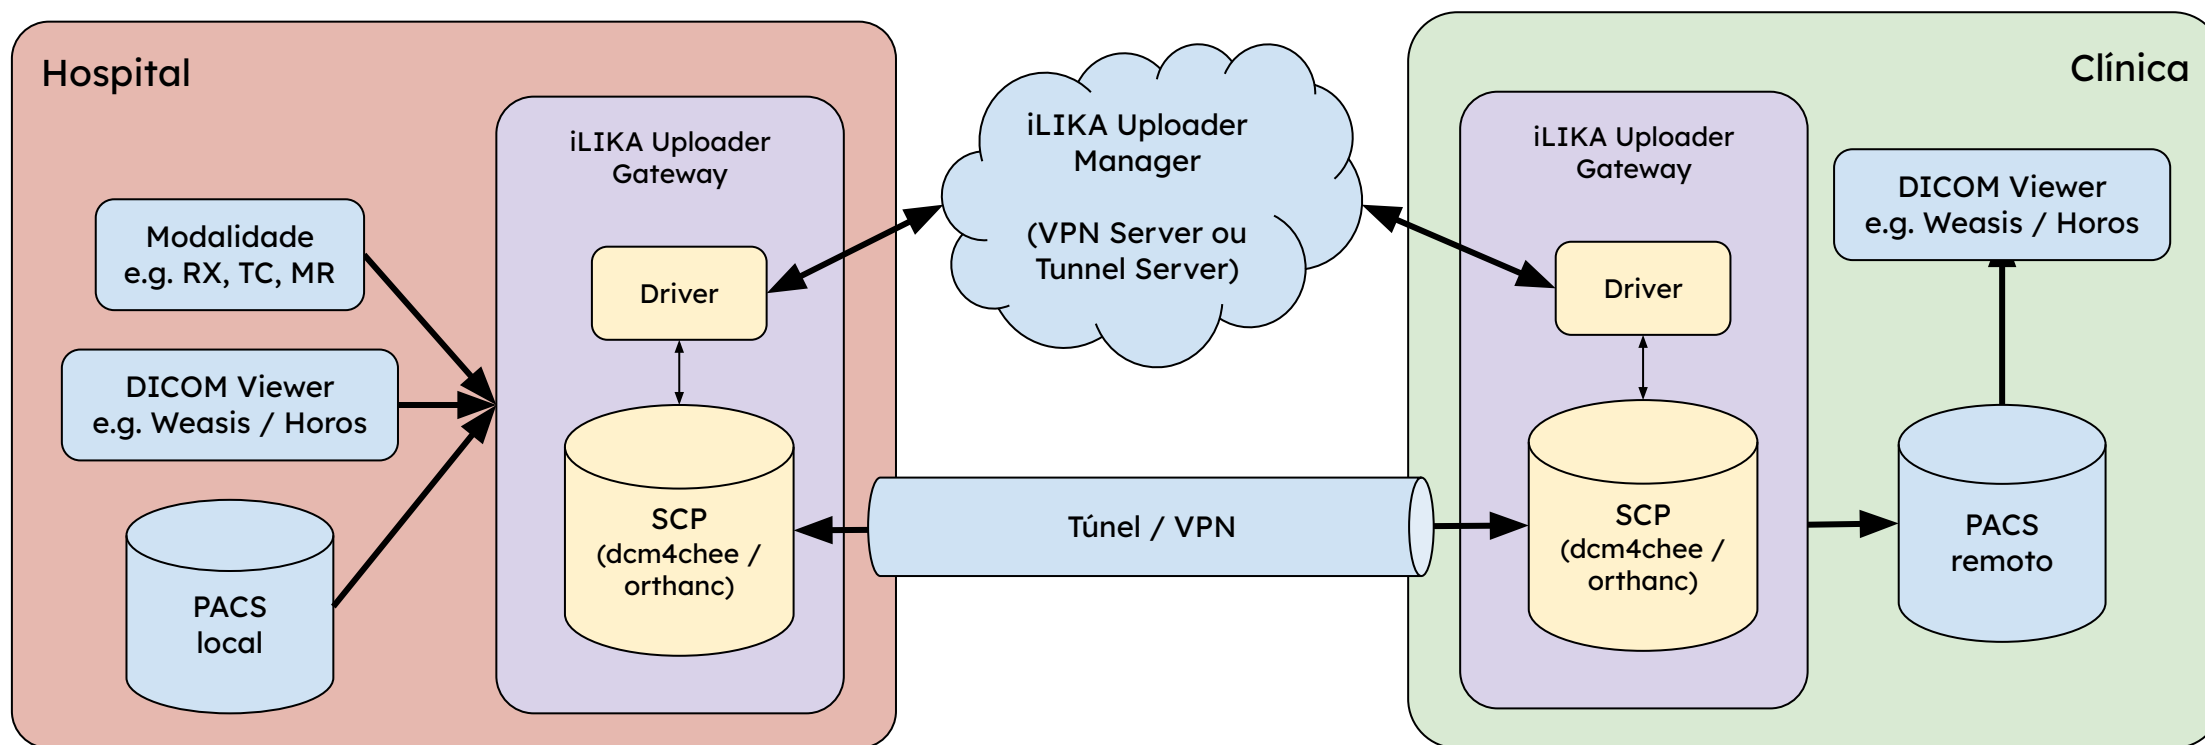 Hospital
iLIKA Uploader
Gateway
Modalidade
e.g. RX, TC, MR
DICOM Viewer
e.g. Weasis / Horos
PACS
local
Driver
SCP
(dcm4chee /
orthanc)
iLIKA Uploader
Manager
(VPN Server ou
Tunnel Server)
Túnel / VPN
Clínica
iLIKA Uploader
Gateway
Driver
SCP
(dcm4chee /
orthanc)
DICOM Viewer
e.g. Weasis / Horos
PACS
remoto